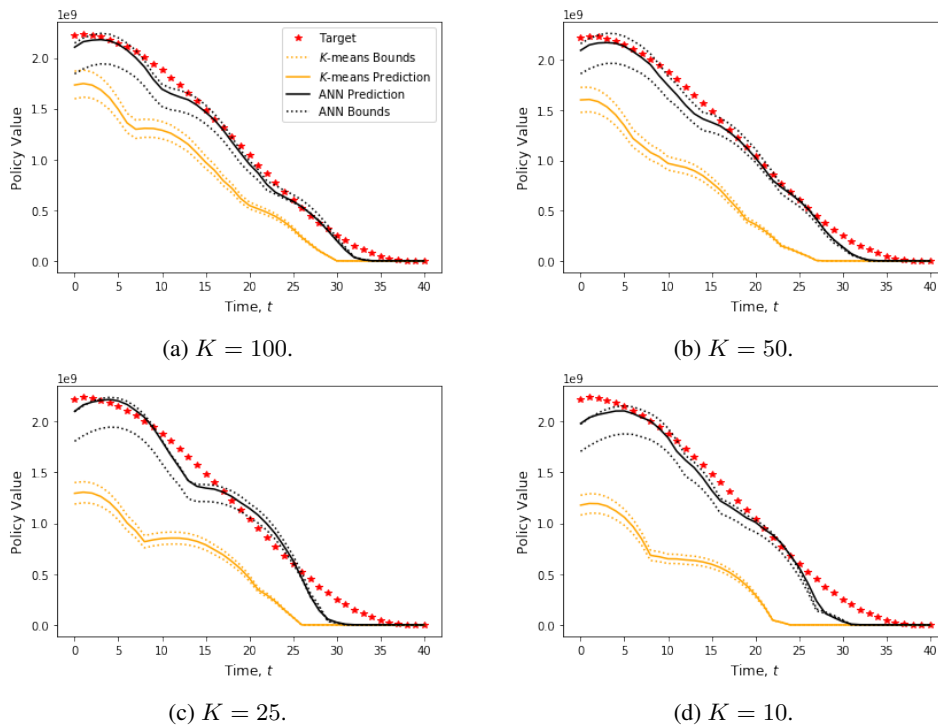 1e9
Policy Value
2.0
1.5
1.0
0.5
0.0
Target
K-means Bounds
K-means Prediction
ANN Prediction
ANN Bounds
0 5 10 15 20 25 30 35 40
Time, t
(a) K = 100.
1e9
Policy Value
2.0
1.5
1.0
0.5
0.0
0 5 10 15 20 25 30 35 40
Time, t
(b) K = 50.
1e9
Policy Value
2.0
1.5
1.0
0.5
0.0
0 5 10 15 20 25 30 35 40
Time, t
(c) K = 25.
1e9
Policy Value
2.0
1.5
1.0
0.5
0.0
0 5 10 15 20 25 30 35 40
Time, t
(d) K = 10.